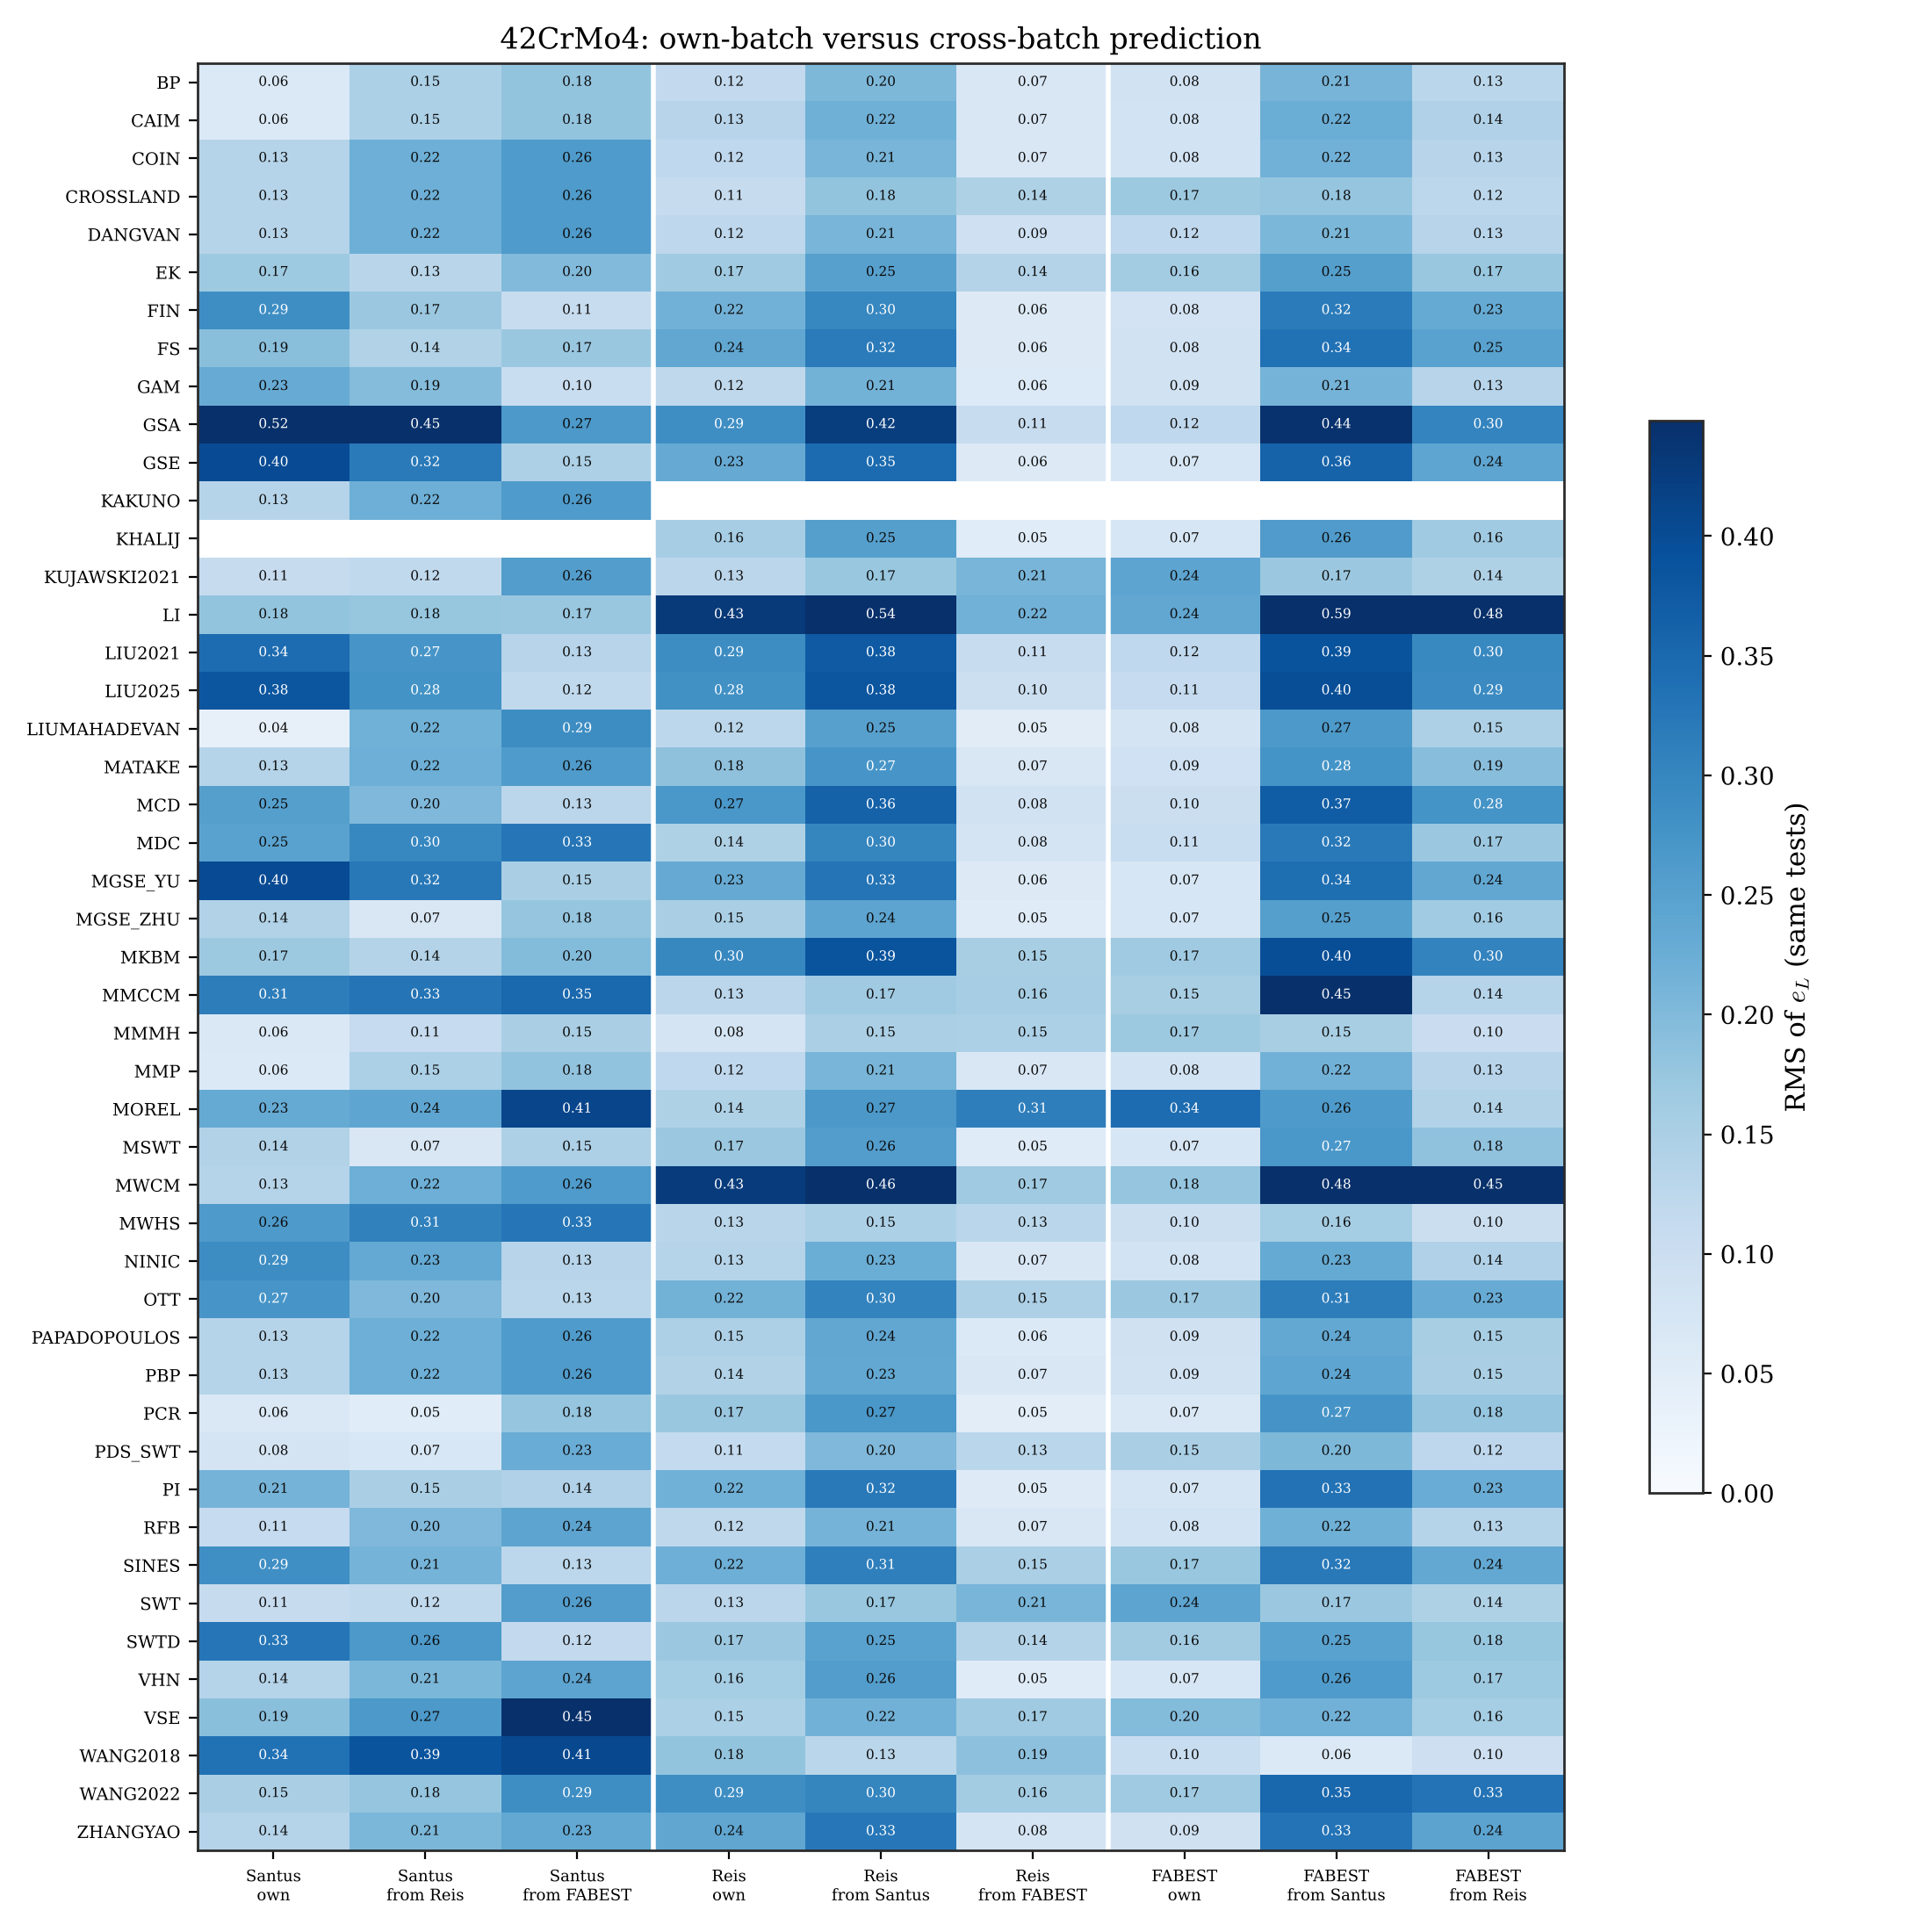 42CrMo4: own-batch versus cross-batch prediction
BP 0.06 0.15 0.18 0.12 0.20 0.07 0.08 0.21 0.13
CAIM 0.06 0.15 0.18 0.13 0.22 0.07 0.08 0.22 0.14
COIN 0.13 0.22 0.26 0.12 0.21 0.07 0.08 0.22 0.13
CROSSLAND 0.13 0.22 0.26 0.11 0.18 0.14 0.17 0.18 0.12
DANGVAN 0.13 0.22 0.26 0.12 0.21 0.09 0.12 0.21 0.13
EK 0.17 0.13 0.20 0.17 0.25 0.14 0.16 0.25 0.17
FIN 0.29 0.17 0.11 0.22 0.30 0.06 0.08 0.32 0.23
FS 0.19 0.14 0.17 0.24 0.32 0.06 0.08 0.34 0.25
GAM 0.23 0.19 0.10 0.12 0.21 0.06 0.09 0.21 0.13
GSA 0.52 0.45 0.27 0.29 0.42 0.11 0.12 0.44 0.30
GSE 0.40 0.32 0.15 0.23 0.35 0.06 0.07 0.36 0.24
KAKUNO 0.13 0.22 0.26
KHALIJ 0.16 0.25 0.05 0.07 0.26 0.16
KUJAWSKI2021 0.11 0.12 0.26 0.13 0.17 0.21 0.24 0.17 0.14
LI 0.18 0.18 0.17 0.43 0.54 0.22 0.24 0.59 0.48
LIU2021 0.34 0.27 0.13 0.29 0.38 0.11 0.12 0.39 0.30
LIU2025 0.38 0.28 0.12 0.28 0.38 0.10 0.11 0.40 0.29
LIUMAHADEVAN 0.04 0.22 0.29 0.12 0.25 0.05 0.08 0.27 0.15
MATAKE 0.13 0.22 0.26 0.18 0.27 0.07 0.09 0.28 0.19
MCD 0.25 0.20 0.13 0.27 0.36 0.08 0.10 0.37 0.28
MDC 0.25 0.30 0.33 0.14 0.30 0.08 0.11 0.32 0.17
MGSE_YU 0.40 0.32 0.15 0.23 0.33 0.06 0.07 0.34 0.24
MGSE_ZHU 0.14 0.07 0.18 0.15 0.24 0.05 0.07 0.25 0.16
MKBM 0.17 0.14 0.20 0.30 0.39 0.15 0.17 0.40 0.30
MMCCM 0.31 0.33 0.35 0.13 0.17 0.16 0.15 0.45 0.14
MMMH 0.06 0.11 0.15 0.08 0.15 0.15 0.17 0.15 0.10
MMP 0.06 0.15 0.18 0.12 0.21 0.07 0.08 0.22 0.13
MOREL 0.23 0.24 0.41 0.14 0.27 0.31 0.34 0.26 0.14
MSWT 0.14 0.07 0.15 0.17 0.26 0.05 0.07 0.27 0.18
MWCM 0.13 0.22 0.26 0.43 0.46 0.17 0.18 0.48 0.45
MWHS 0.26 0.31 0.33 0.13 0.15 0.13 0.10 0.16 0.10
NINIC 0.29 0.23 0.13 0.13 0.23 0.07 0.08 0.23 0.14
OTT 0.27 0.20 0.13 0.22 0.30 0.15 0.17 0.31 0.23
PAPADOPOULOS 0.13 0.22 0.26 0.15 0.24 0.06 0.09 0.24 0.15
PBP 0.13 0.22 0.26 0.14 0.23 0.07 0.09 0.24 0.15
PCR 0.06 0.05 0.18 0.17 0.27 0.05 0.07 0.27 0.18
PDS_SWT 0.08 0.07 0.23 0.11 0.20 0.13 0.15 0.20 0.12
PI 0.21 0.15 0.14 0.22 0.32 0.05 0.07 0.33 0.23
RFB 0.11 0.20 0.24 0.12 0.21 0.07 0.08 0.22 0.13
SINES 0.29 0.21 0.13 0.22 0.31 0.15 0.17 0.32 0.24
SWT 0.11 0.12 0.26 0.13 0.17 0.21 0.24 0.17 0.14
SWTD 0.33 0.26 0.12 0.17 0.25 0.14 0.16 0.25 0.18
VHN 0.14 0.21 0.24 0.16 0.26 0.05 0.07 0.26 0.17
VSE 0.19 0.27 0.45 0.15 0.22 0.17 0.20 0.22 0.16
WANG2018 0.34 0.39 0.41 0.18 0.13 0.19 0.10 0.06 0.10
WANG2022 0.15 0.18 0.29 0.29 0.30 0.16 0.17 0.35 0.33
ZHANGYAO 0.14 0.21 0.23 0.24 0.33 0.08 0.09 0.33 0.24
Santus own
Santus from Reis
Santus from FABEST
Reis own
Reis from Santus
Reis from FABEST
FABEST own
FABEST from Santus
FABEST from Reis
0.40
0.35
0.30
0.25
0.20
0.15
0.10
0.05
0.00
RMS of e_L (same tests)